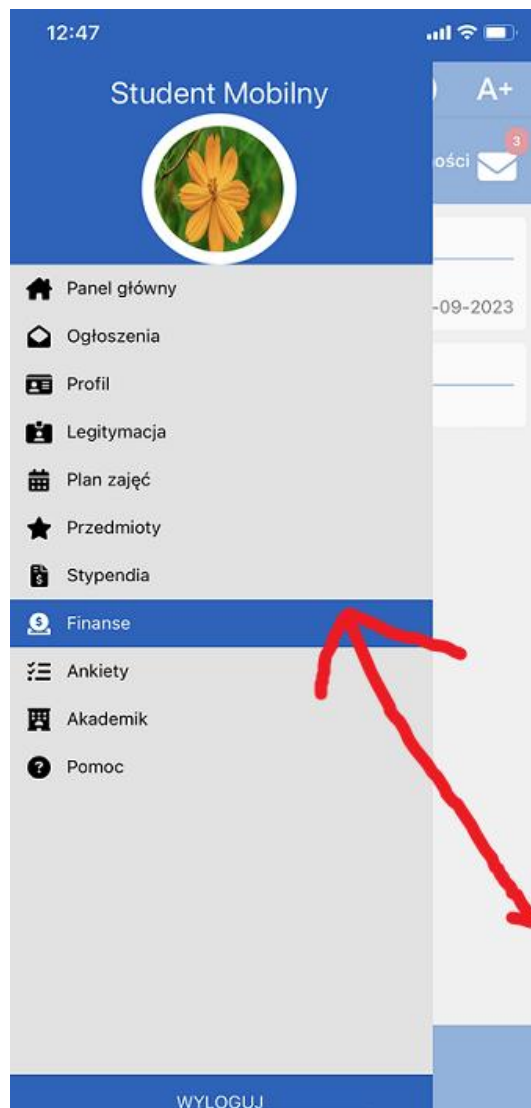 12:47
Student Mobilny
A+
ości
3
Panel główny
-09-2023
Ogłoszenia
Profil
Legitymacja
Plan zajęć
Przedmioty
Stypendia
Finanse
Ankiety
Akademik
Pomoc
WYLOGUJ